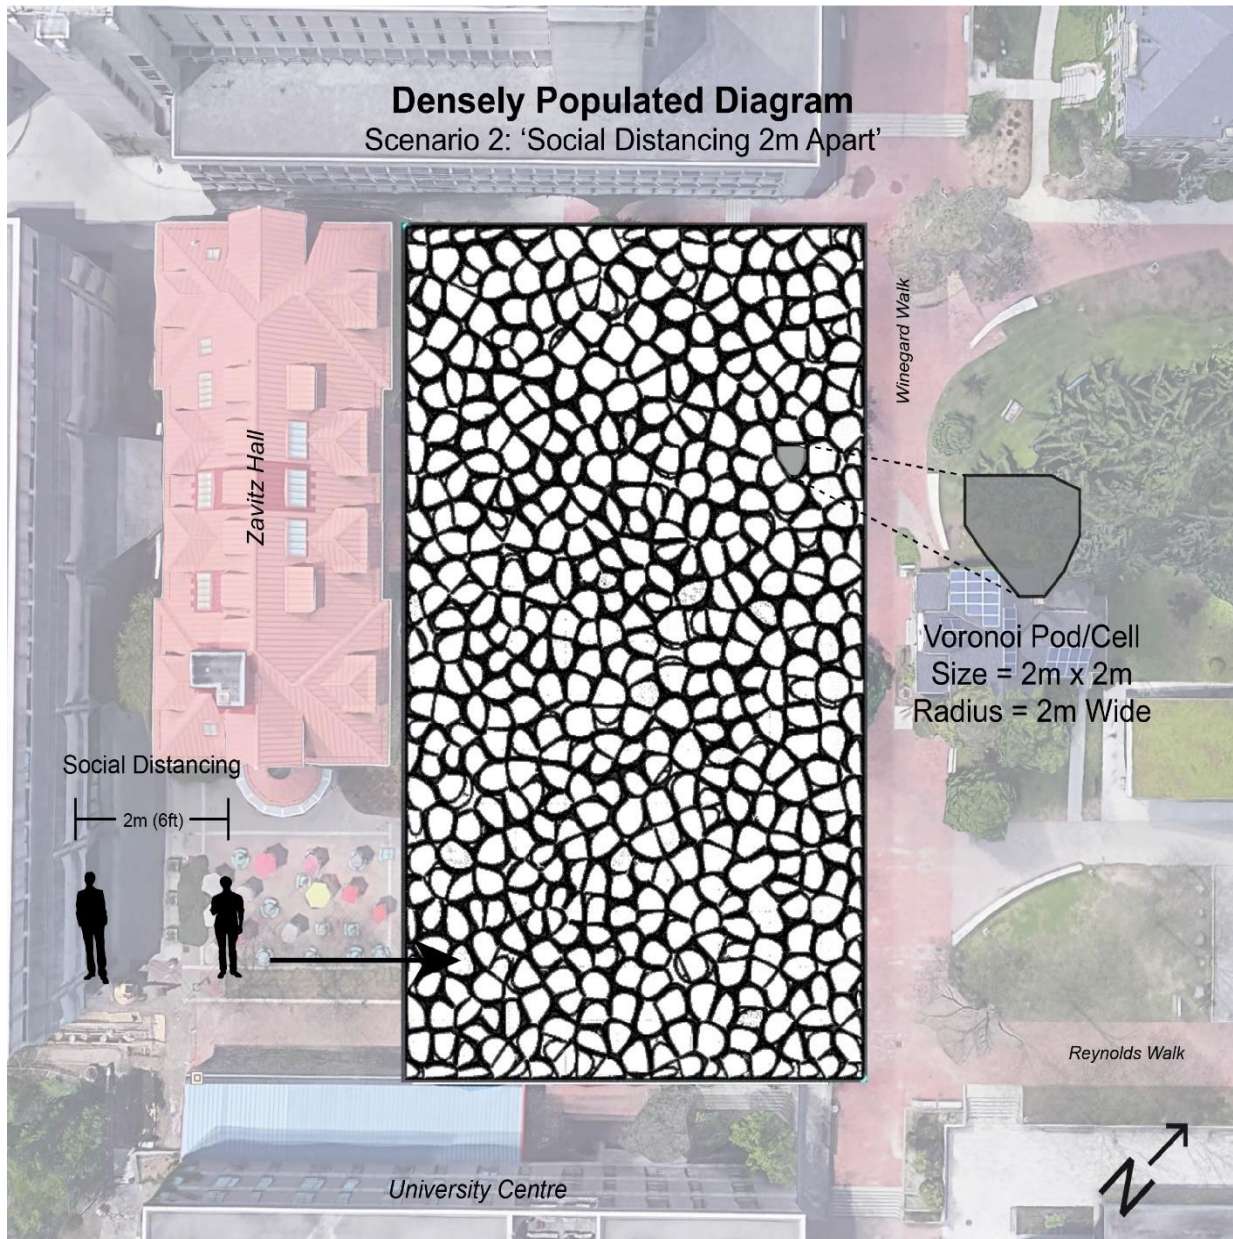 Densely Populated Diagram
Scenario 2: ‘Social Distancing 2m Apart’
Winegard Walk
Zavitz Hall
Voronoi Pod/Cell
Size = 2m x 2m
Radius = 2m Wide
Social Distancing
2m (6ft)
Reynolds Walk
University Centre
N